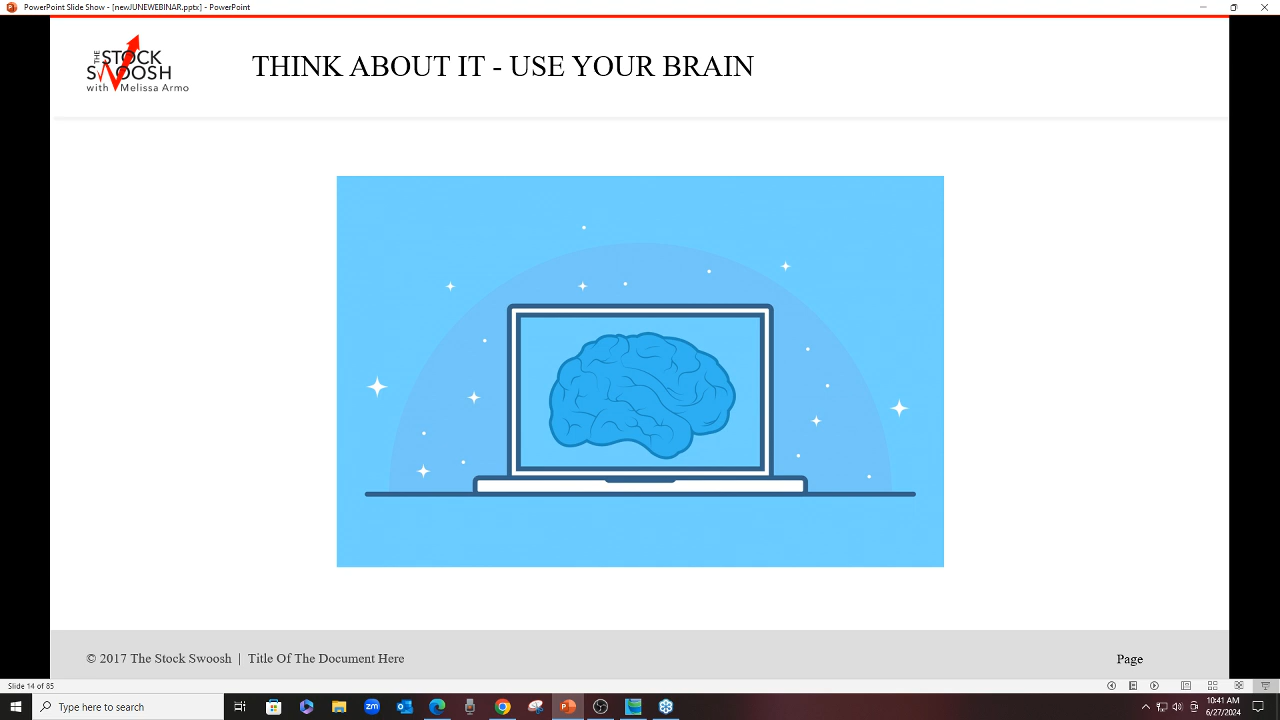 PowerPoint Slide Show - [newJUNEWEBINAR.pptx] - PowerPoint
THE STOCK
SWOOSH
with Melissa Armo
THINK ABOUT IT - USE YOUR BRAIN
© 2017 The Stock Swoosh | Title Of The Document Here
Page
Slide 14 of 85
Type here to search
zm
10:41 AM
6/27/2024